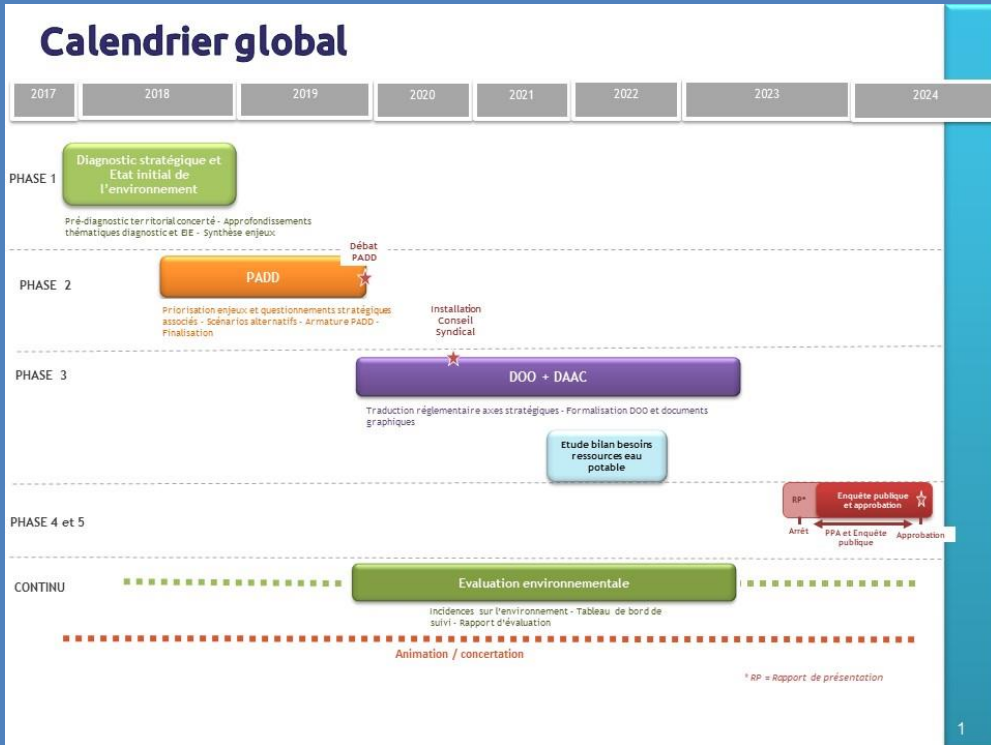 Calendrier global
2017 2018 2019 2020 2021 2022 2023 2024
PHASE 1
Diagnostic stratégique et
Etat initial de
l'environnement
Pré-diagnostic territorial concerté - Approfondissements
thématiques diagnostic et EIE - Synthèse enjeux
Débat
PADD
PHASE 2
PADD
Priorisation enjeux et questionnements stratégiques
associés - Scénarios alternatifs - Armature PADD -
Finalisation
Installation
Conseil
Syndical
PHASE 3
DOO + DAAC
Traduction réglementaire axes stratégiques - Formalisation DOO et documents
graphiques
Etude bilan besoins
ressources eau
potable
PHASE 4 et 5
RP*
Enquête publique
et approbation
Arrêt
PPA et Enquête
publique
Approbation
CONTINU
Evaluation environnementale
Incidences sur l'environnement - Tableau de bord de
suivi - Rapport d'évaluation
Animation / concertation
* RP = Rapport de présentation
1